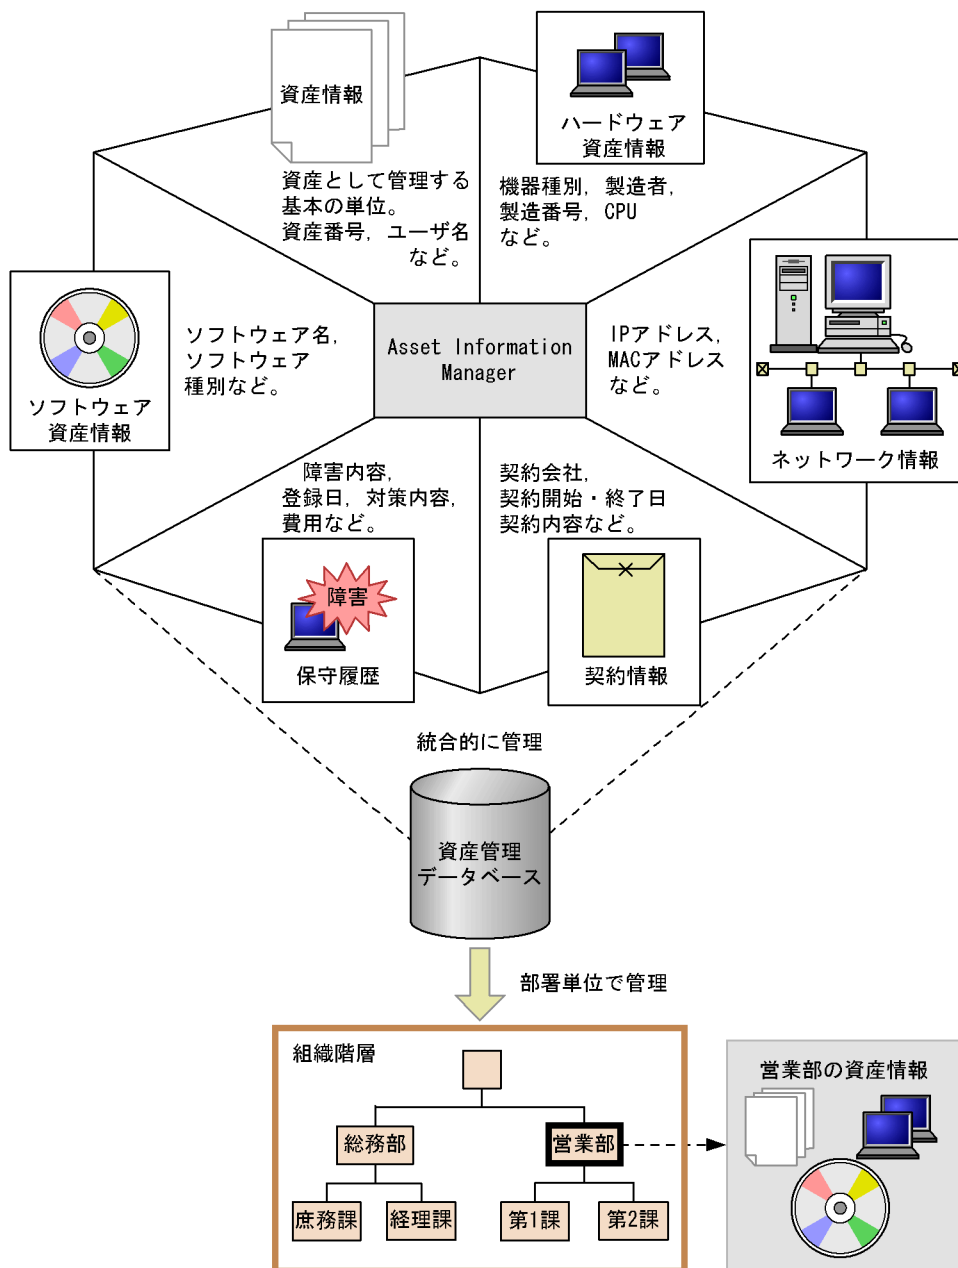 資産情報
ハードウェア
資産情報
資産として管理する
基本の単位。
資産番号，ユーザ名
など。
機器種別，製造者，
製造番号，CPU
など。
ソフトウェア名，
ソフトウェア
種別など。
Asset Information
Manager
IPアドレス，
MACアドレス
など。
ソフトウェア
資産情報
ネットワーク情報
障害内容，
登録日，対策内容，
費用など。
契約会社，
契約開始・終了日
契約内容など。
障害
保守履歴
契約情報
統合的に管理
資産管理
データベース
部署単位で管理
組織階層
総務部
営業部
庶務課
経理課
第1課
第2課
営業部の資産情報